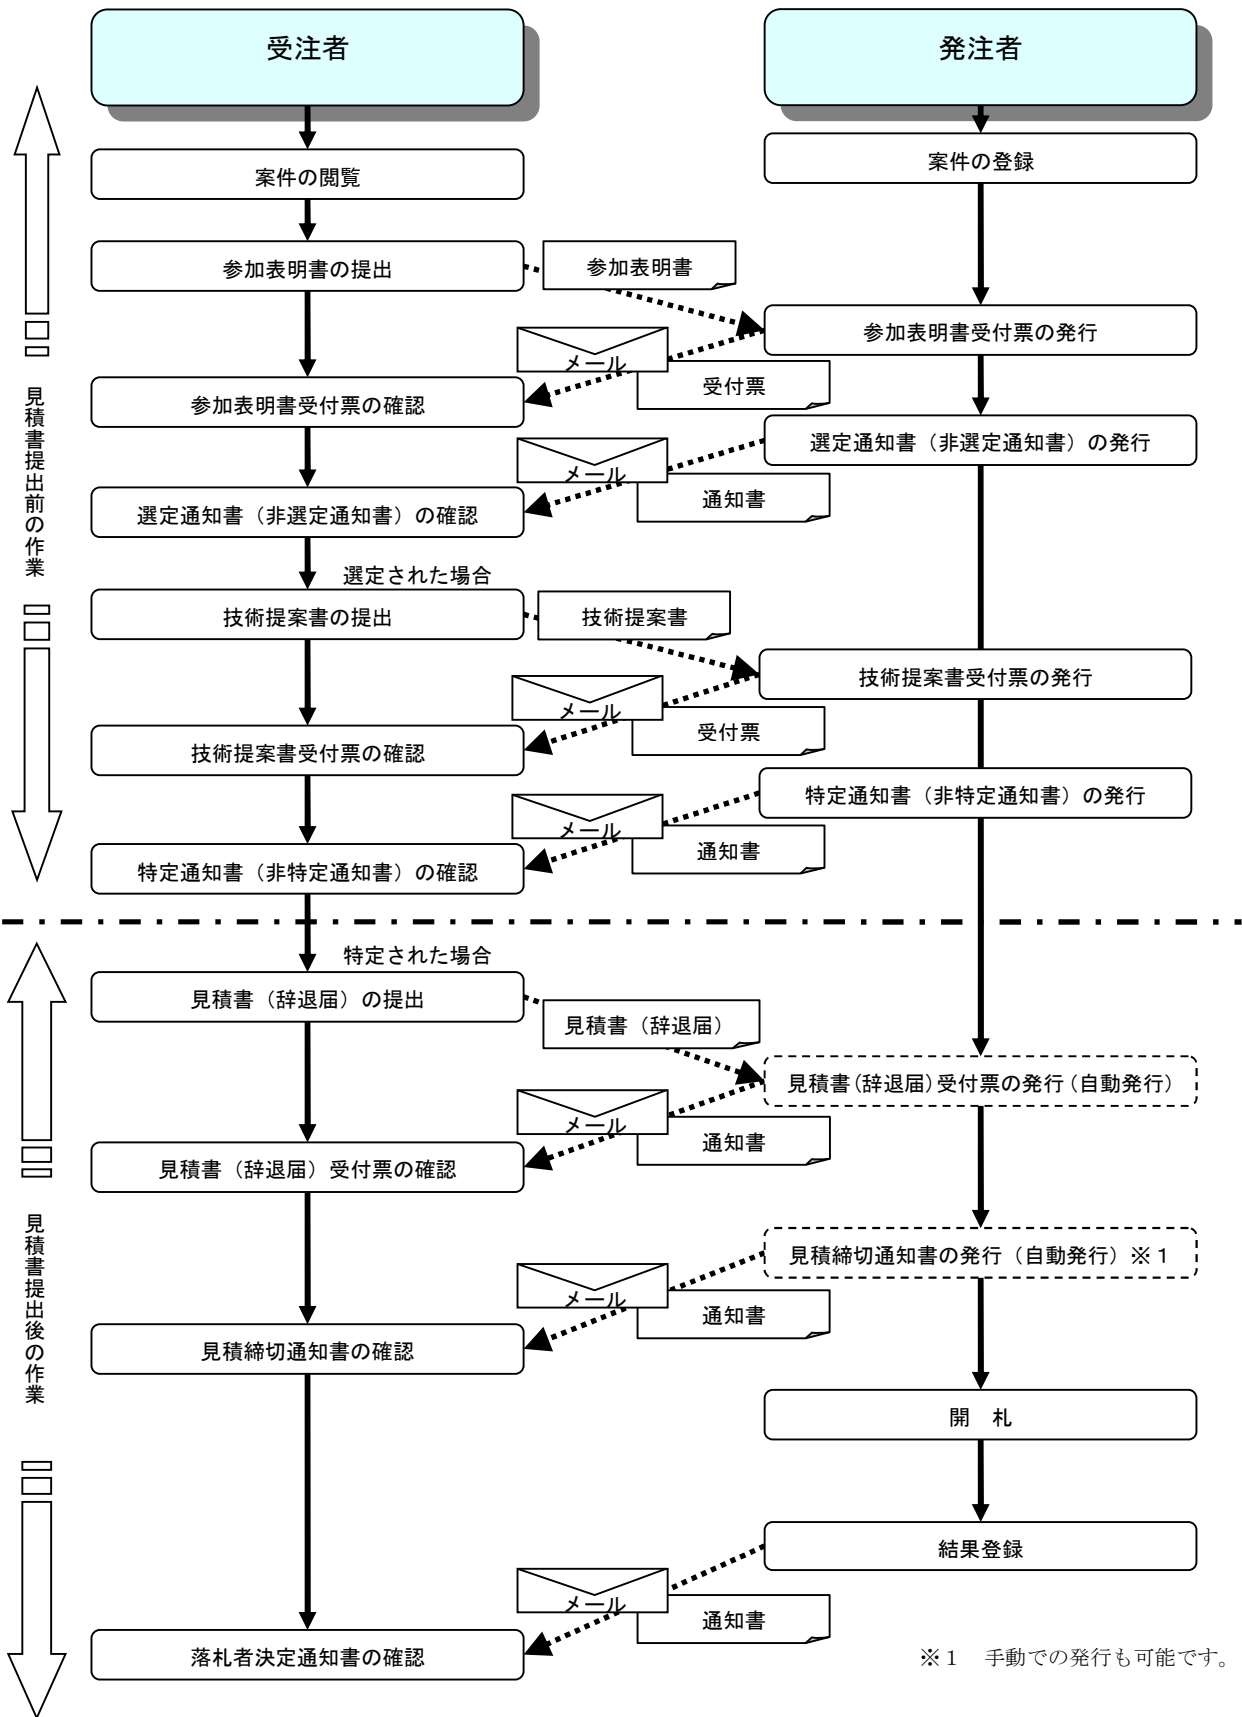 受注者
発注者
案件の閲覧
案件の登録
参加表明書の提出
参加表明書
参加表明書受付票の発行
メール
受付票
参加表明書受付票の確認
選定通知書（非選定通知書）の発行
メール
通知書
選定通知書（非選定通知書）の確認
選定された場合
技術提案書の提出
技術提案書
技術提案書受付票の発行
メール
受付票
技術提案書受付票の確認
特定通知書（非特定通知書）の発行
メール
通知書
特定通知書（非特定通知書）の確認
見積書提出前の作業
特定された場合
見積書（辞退届）の提出
見積書（辞退届）
見積書（辞退届）受付票の発行（自動発行）
メール
通知書
見積書（辞退届）受付票の確認
見積締切通知書の発行（自動発行）※１
メール
通知書
見積締切通知書の確認
見積書提出後の作業
開　札
結果登録
メール
通知書
落札者決定通知書の確認
※１　手動での発行も可能です。